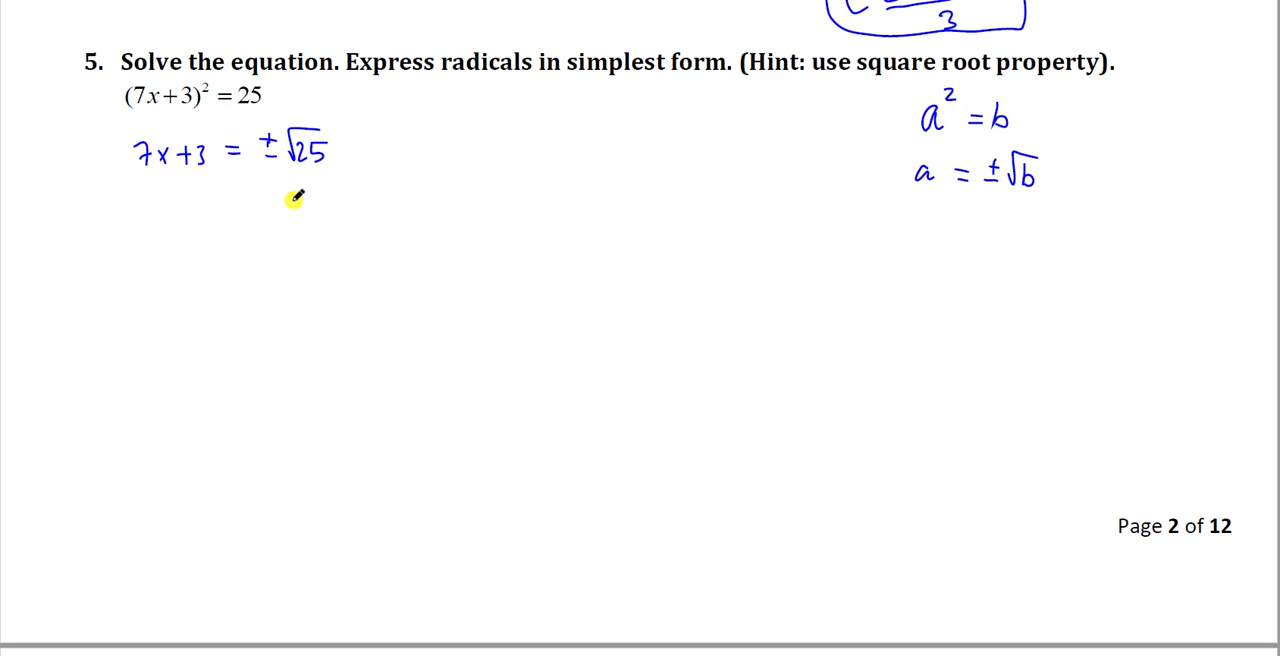 3
5. Solve the equation. Express radicals in simplest form. (Hint: use square root property).
(7x+3)² = 25
a² = b
7x+3 = ±√25
a = ±√b
Page 2 of 12